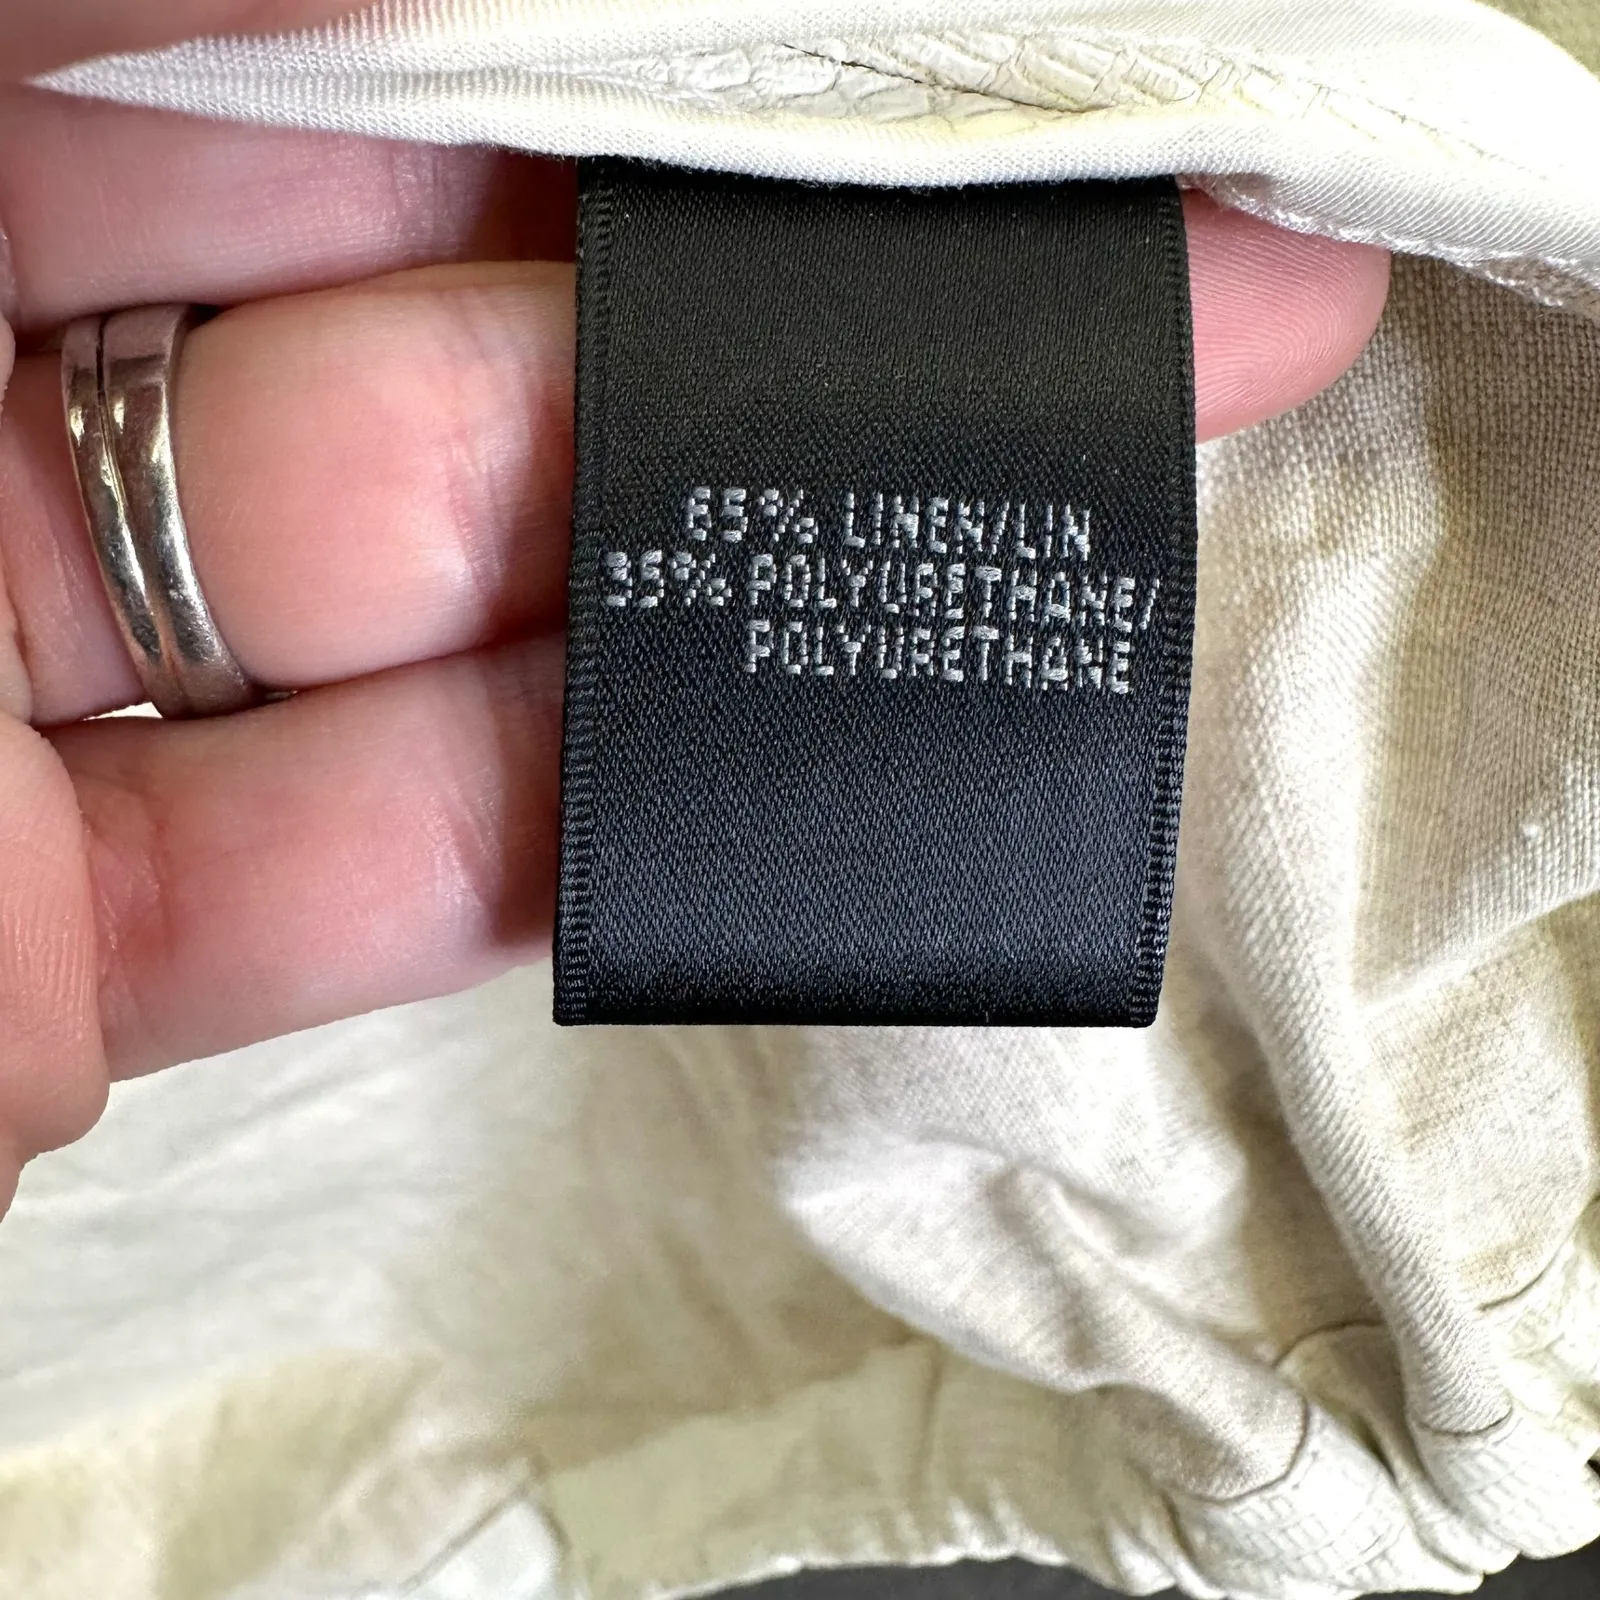 65% LINEN/LIN
35% POLYURETHANE/
POLYURETHANE